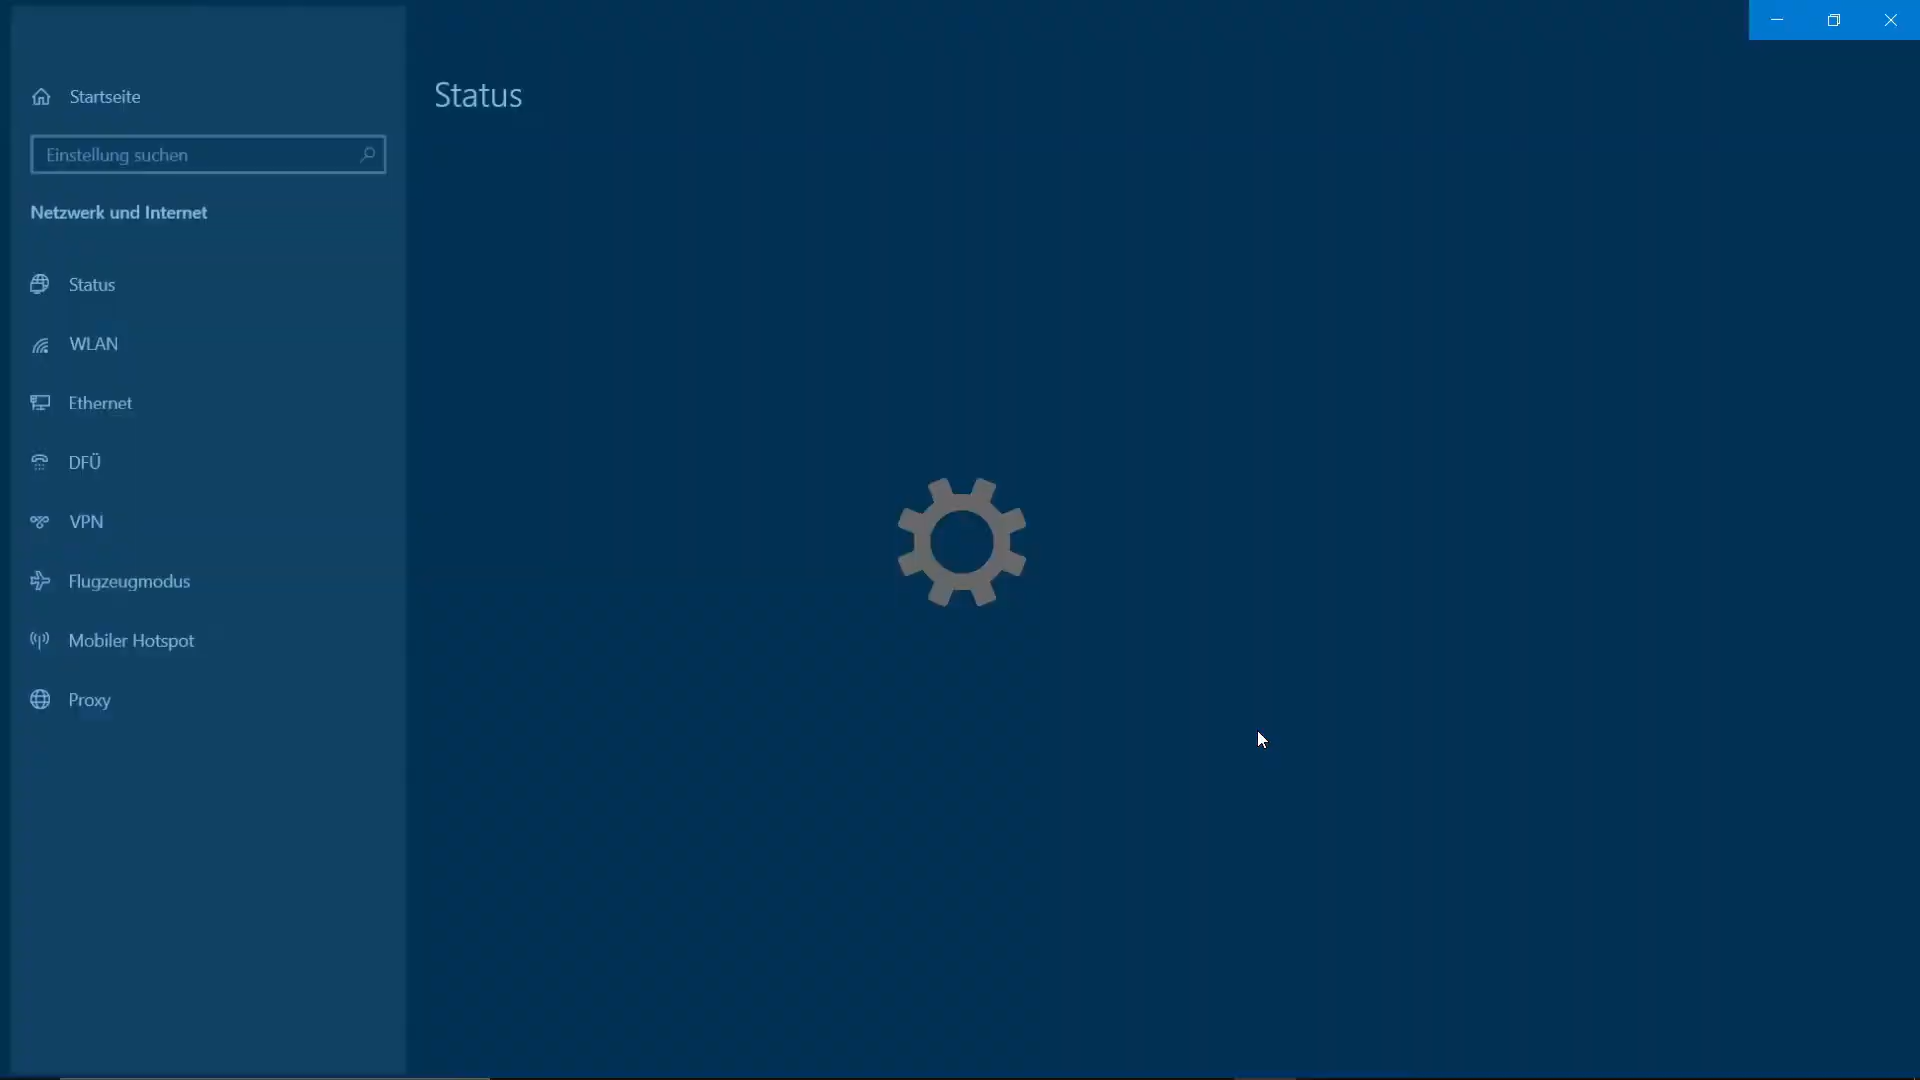 Startseite
Status
Einstellung suchen
Netzwerk und Internet
Status
WLAN
Ethernet
DFÜ
VPN
Flugzeugmodus
Mobiler Hotspot
Proxy